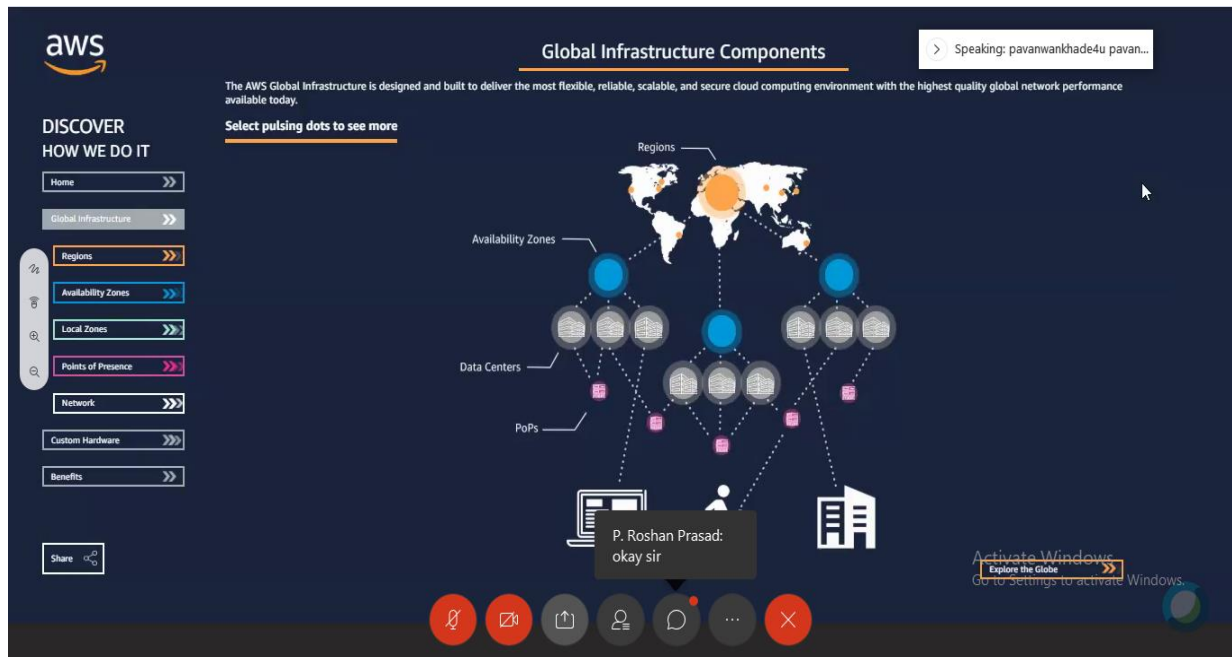 aws
Global Infrastructure Components
Speaking: pavanwankhade4u pavan...
The AWS Global Infrastructure is designed and built to deliver the most flexible, reliable, scalable, and secure cloud computing environment with the highest quality global network performance
available today.
DISCOVER
HOW WE DO IT
Select pulsing dots to see more
Home
Global Infrastructure
Regions
Availability Zones
Local Zones
Points of Presence
Network
Custom Hardware
Benefits
Share
Regions
Availability Zones
Data Centers
PoPs
P. Roshan Prasad:
okay sir
Activate Windows
Explore the Globe
Go to Settings to activate Windows.